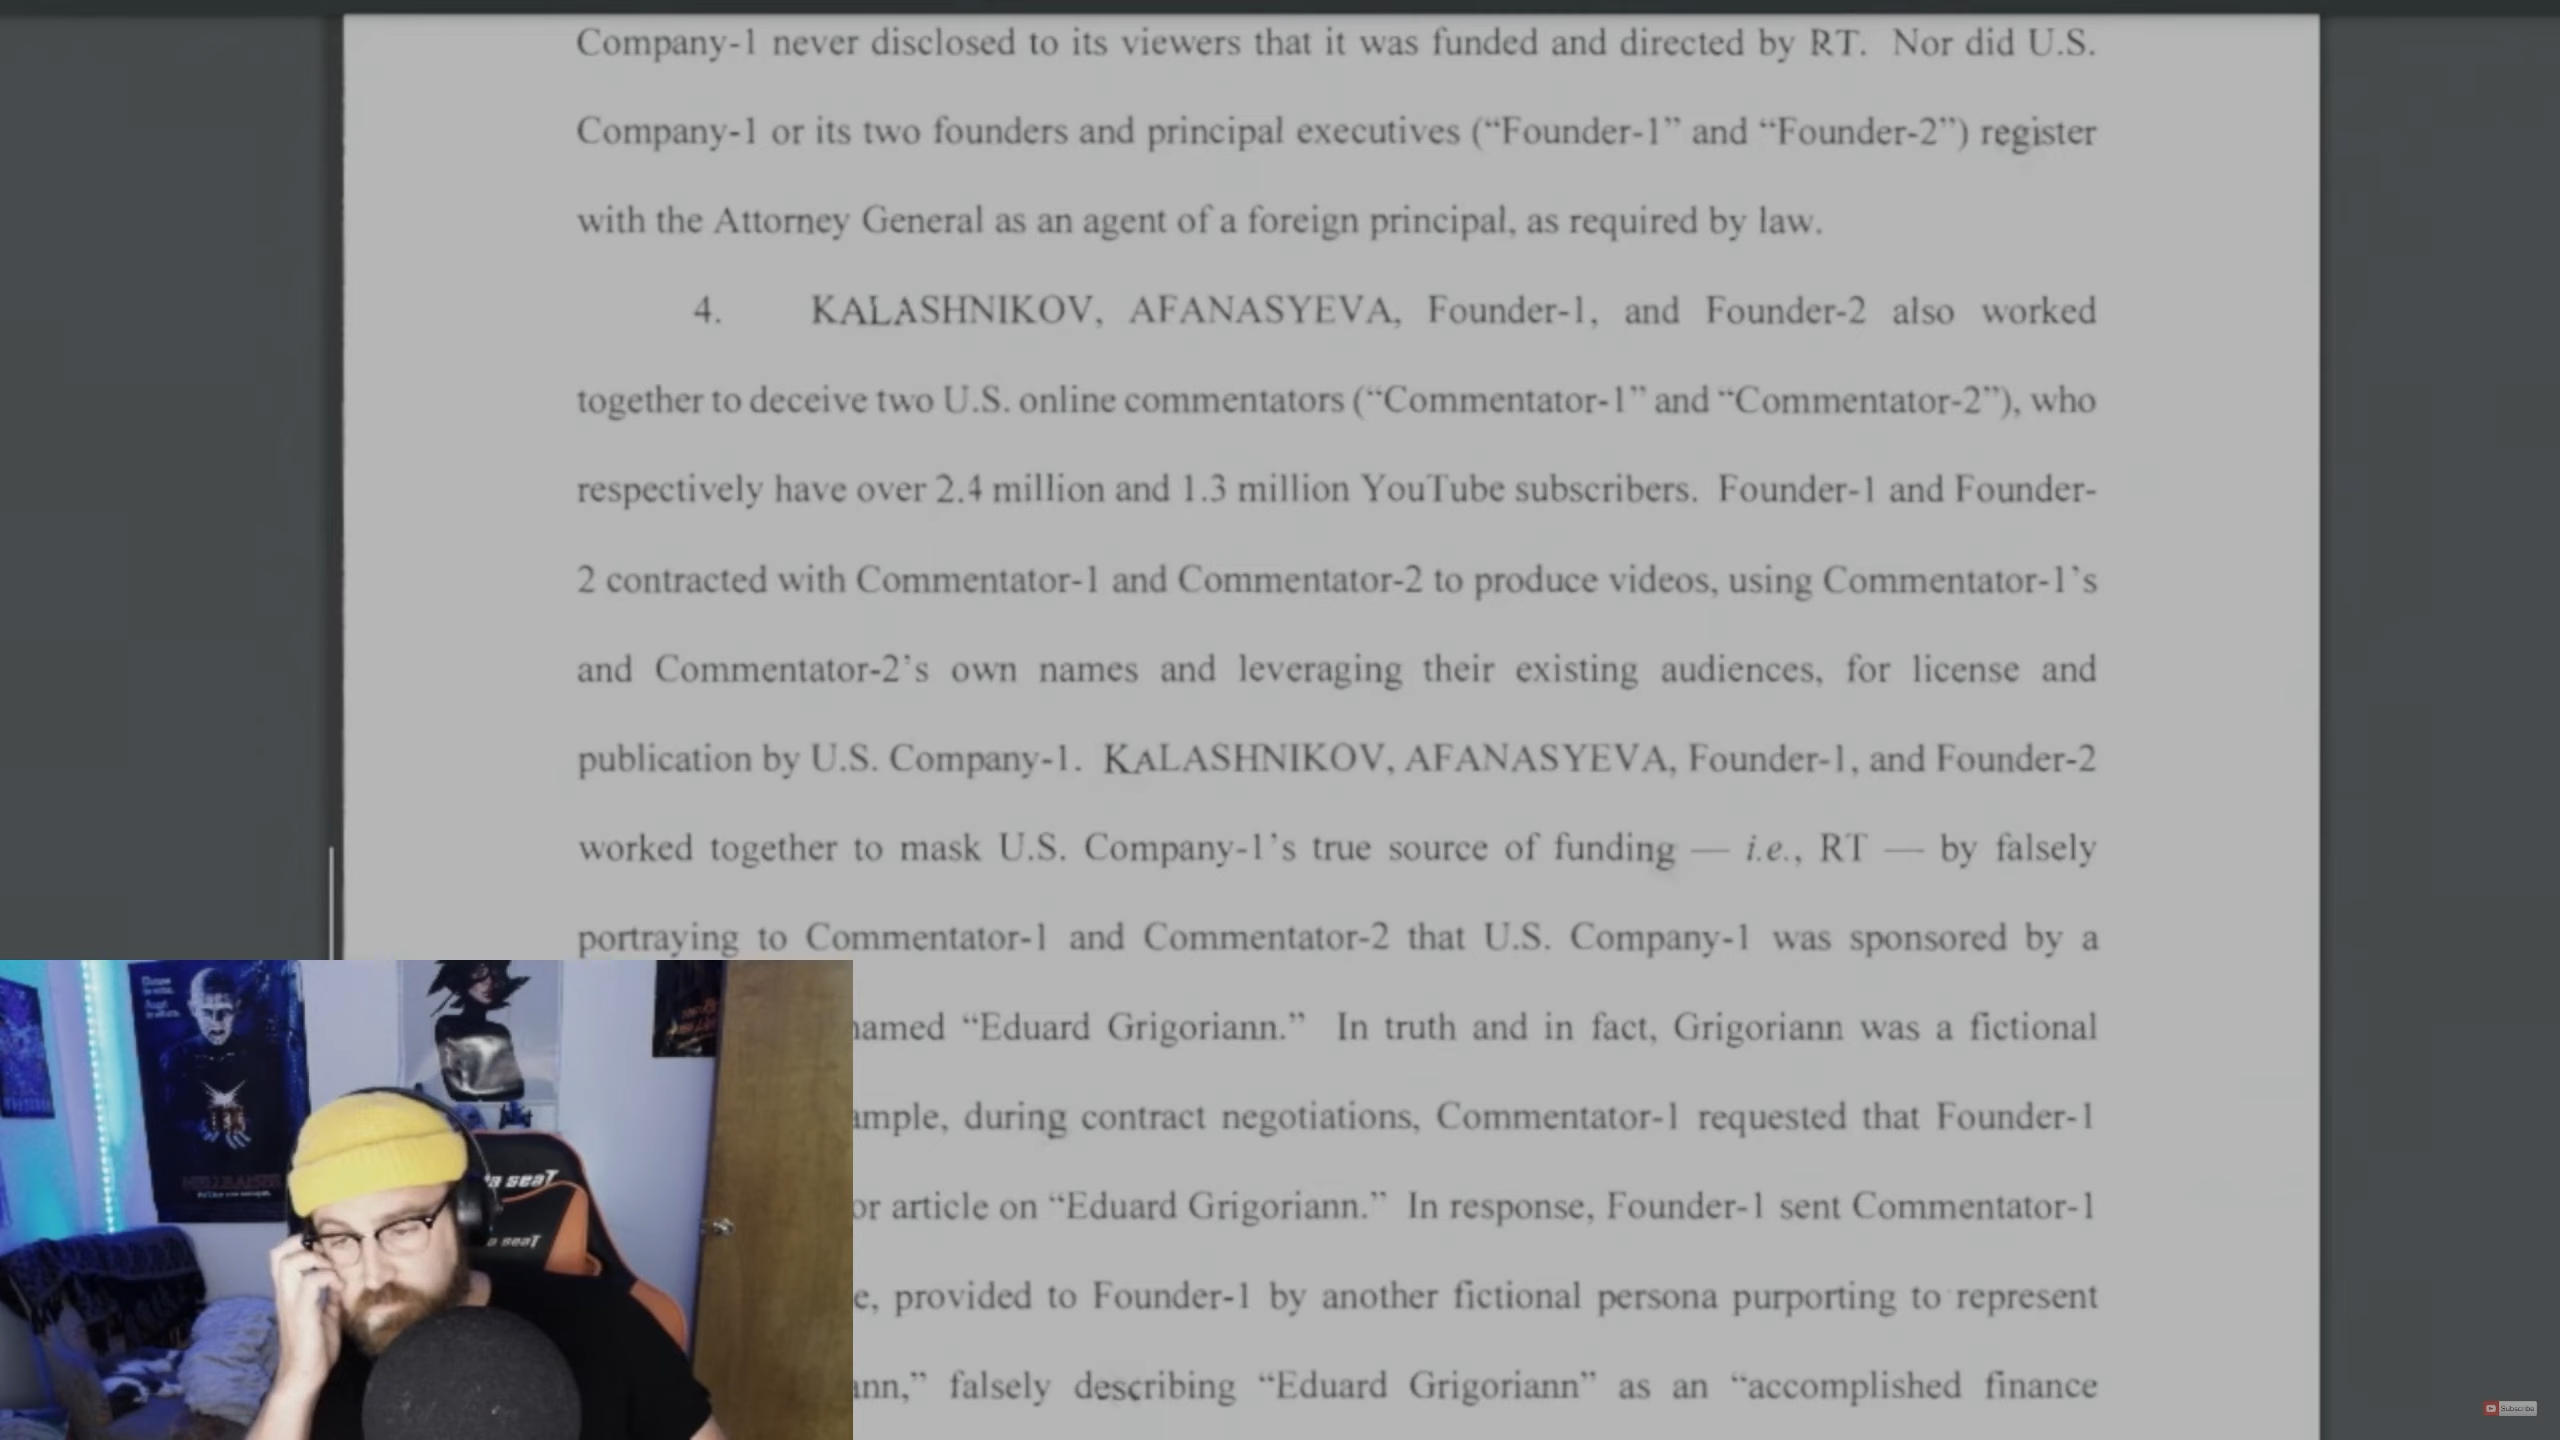 Company-1 never disclosed to its viewers that it was funded and directed by RT. Nor did U.S.
Company-1 or its two founders and principal executives (“Founder-1” and “Founder-2”) register
with the Attorney General as an agent of a foreign principal, as required by law.
4. KALASHNIKOV, AFANASYEVA, Founder-1, and Founder-2 also worked
together to deceive two U.S. online commentators (“Commentator-1” and “Commentator-2”), who
respectively have over 2.4 million and 1.3 million YouTube subscribers. Founder-1 and Founder-
2 contracted with Commentator-1 and Commentator-2 to produce videos, using Commentator-1’s
and Commentator-2’s own names and leveraging their existing audiences, for license and
publication by U.S. Company-1. KALASHNIKOV, AFANASYEVA, Founder-1, and Founder-2
worked together to mask U.S. Company-1’s true source of funding — i.e., RT — by falsely
portraying to Commentator-1 and Commentator-2 that U.S. Company-1 was sponsored by a
named “Eduard Grigoriann.” In truth and in fact, Grigoriann was a fictional
ample, during contract negotiations, Commentator-1 requested that Founder-1
or article on “Eduard Grigoriann.” In response, Founder-1 sent Commentator-1
e, provided to Founder-1 by another fictional persona purporting to represent
ann,” falsely describing “Eduard Grigoriann” as an “accomplished finance
HELLRAISER
seat
seat
Subscribe